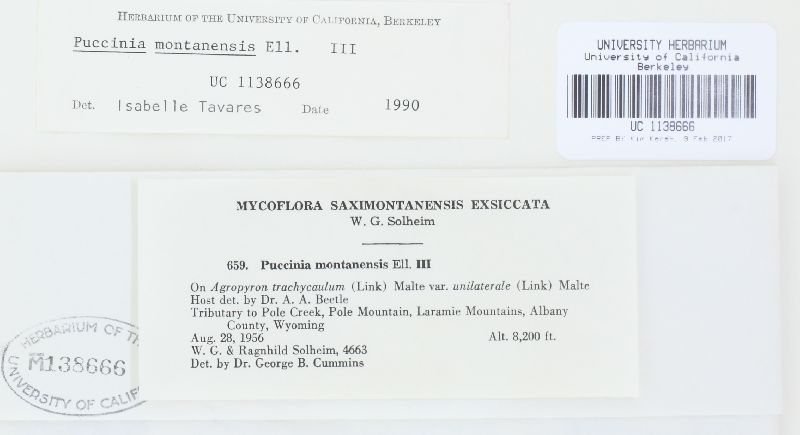 HERBARIUM OF THE UNIVERSITY OF CALIFORNIA, BERKELEY
Puccinia montanensis Ell. III
UC 1138666
Det. Isabelle Tavares Date 1990
UNIVERSITY HERBARIUM
University of California
Berkeley
UC 1138666
9 Feb 2017
MYCOFLORA SAXIMONTANENSIS EXSICCATA
W. G. Solheim
659. Puccinia montanensis Ell. III
On Agropyron trachycaulum (Link) Malte var. unilaterale (Link) Malte
Host det. by Dr. A. A. Beetle
Tributary to Pole Creek, Pole Mountain, Laramie Mountains, Albany
County, Wyoming
Aug. 28, 1956 Alt. 8,200 ft.
W. G. & Ragnhild Solheim, 4663
Det. by Dr. George B. Cummins
HERBARIUM OF TH
M138666
UNIVERSITY OF CALIF